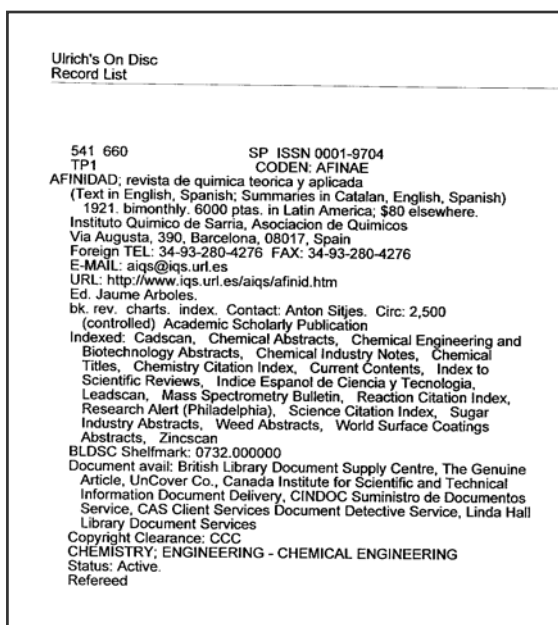 Ulrich's On Disc
Record List
541 660 SP ISSN 0001-9704
TP1 CODEN: AFINAE
AFINIDAD; revista de quimica teorica y aplicada
(Text in English, Spanish; Summaries in Catalan, English, Spanish)
1921. bimonthly. 6000 ptas. in Latin America; $80 elsewhere.
Instituto Quimico de Sarria, Asociacion de Quimicos
Via Augusta, 390, Barcelona, 08017, Spain
Foreign TEL: 34-93-280-4276 FAX: 34-93-280-4276
E-MAIL: aiqs@iqs.url.es
URL: http://www.iqs.url.es/aiqs/afinid.htm
Ed. Jaume Arboles.
bk. rev. charts. index. Contact: Anton Sitjes. Circ: 2,500
(controlled) Academic Scholarly Publication
Indexed: Cadscan, Chemical Abstracts, Chemical Engineering and
Biotechnology Abstracts, Chemical Industry Notes, Chemical
Titles, Chemistry Citation Index, Current Contents, Index to
Scientific Reviews, Indice Espanol de Ciencia y Tecnologia,
Leadscan, Mass Spectrometry Bulletin, Reaction Citation Index,
Research Alert (Philadelphia), Science Citation Index, Sugar
Industry Abstracts, Weed Abstracts, World Surface Coatings
Abstracts, Zincscan
BLDSC Shelfmark: 0732.000000
Document avail: British Library Document Supply Centre, The Genuine
Article, UnCover Co., Canada Institute for Scientific and Technical
Information Document Delivery, CINDOC Suministro de Documentos
Service, CAS Client Services Document Detective Service, Linda Hall
Library Document Services
Copyright Clearance: CCC
CHEMISTRY; ENGINEERING - CHEMICAL ENGINEERING
Status: Active.
Refereed